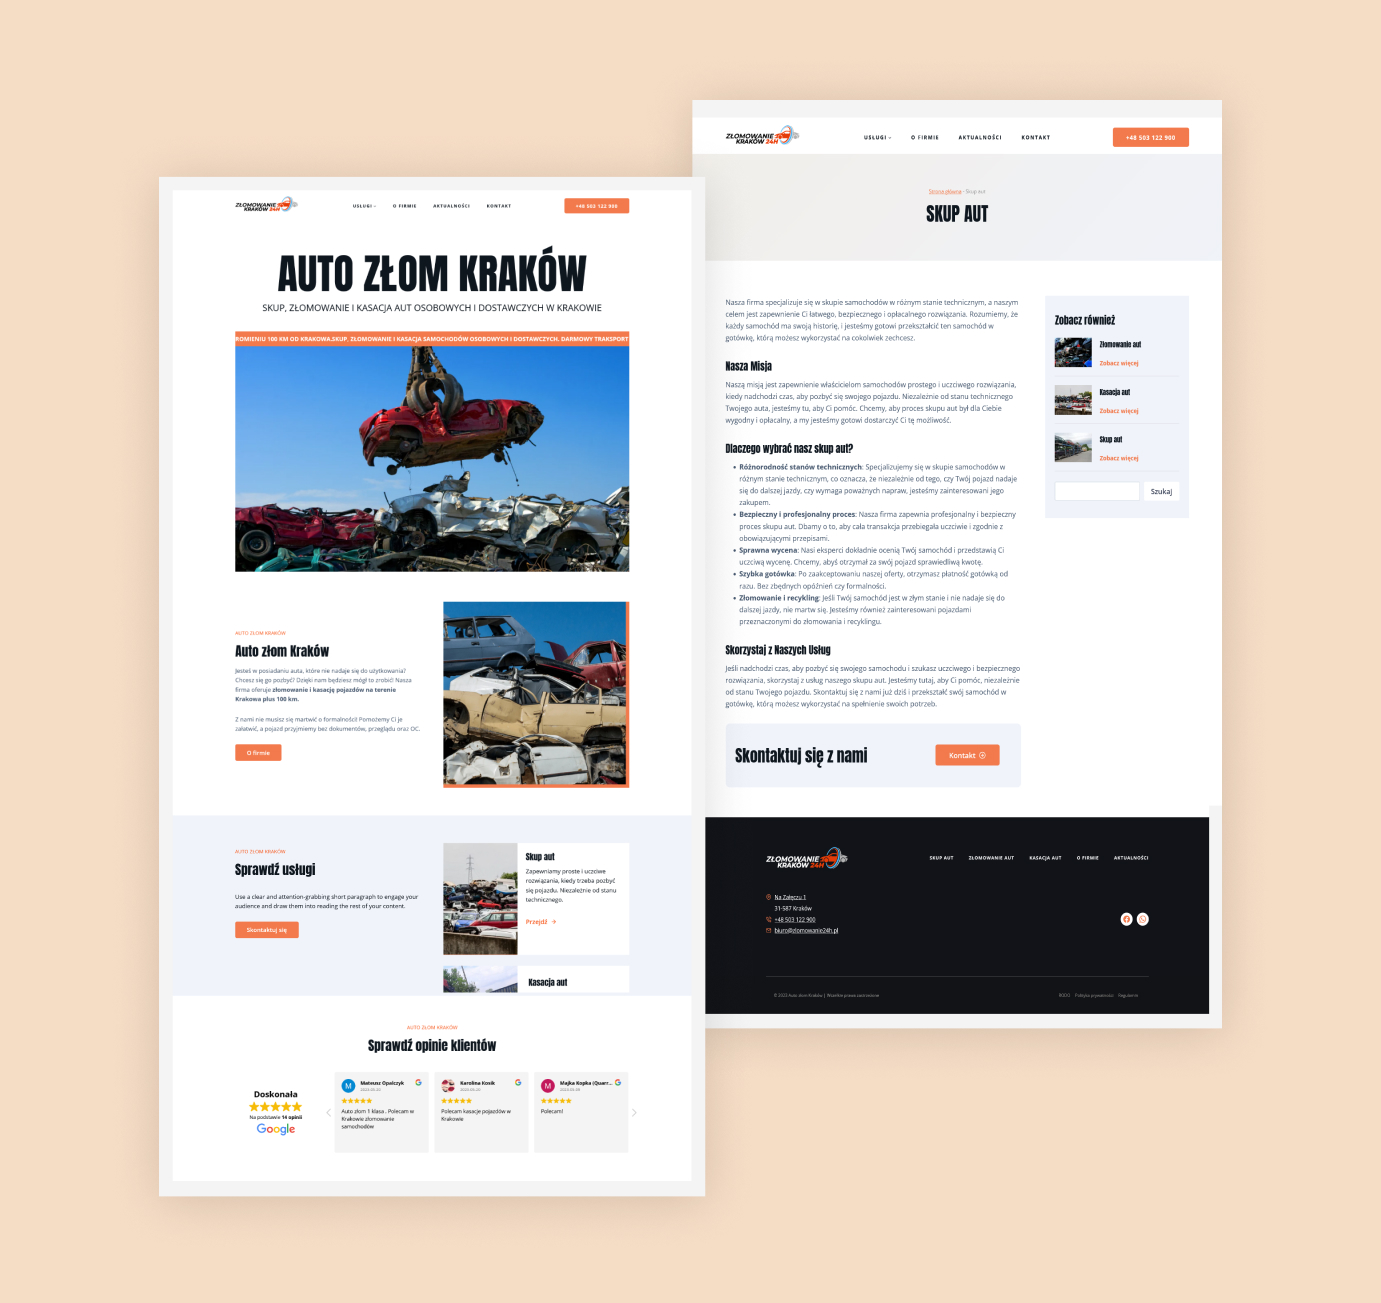 ZŁOMOWANIE
KRAKÓW 24H
USŁUGI
O FIRMIE
AKTUALNOŚCI
KONTAKT
+48 503 122 900
AUTO ZŁOM KRAKÓW
SKUP, ZŁOMOWANIE I KASACJA AUT OSOBOWYCH I DOSTAWCZYCH W KRAKOWIE
ROMIENIU 100 KM OD KRAKOWA.SKUP, ZŁOMOWANIE I KASACJA SAMOCHODÓW OSOBOWYCH I DOSTAWCZYCH, DARMOWY TRANSPORT
AUTO ZŁOM KRAKÓW
Auto złom Kraków
Jesteś w posiadaniu auta, które nie nadaje się do użytkowania?
Chcesz się go pozbyć? Dzięki nam będziesz mógł to zrobić! Nasza
firma oferuje złomowanie i kasację pojazdów na terenie
Krakowa plus 100 km.
Z nami nie musisz się martwić o formalności! Pomożemy Ci je
załatwić, a pojazd przyjmiemy bez dokumentów, przeglądu oraz OC.
O firmie
AUTO ZŁOM KRAKÓW
Sprawdź usługi
Use a clear and attention-grabbing short paragraph to engage your
audience and draw them into reading the rest of your content.
Skontaktuj się
Skup aut
Zapewniamy proste i uczciwe
rozwiązania, kiedy trzeba pozbyć
się pojazdu. Niezależnie od stanu
technicznego.
Przejdź →
Kasacja aut
AUTO ZŁOM KRAKÓW
Sprawdź opinie klientów
Doskonała
Na podstawie 14 opinii
Google
M
Mateusz Opalczyk
Auto złom 1 klasa . Polecam w
Krakowie złomowanie
samochodów
Karolina Kosik
Polecam kasacje pojazdów w
Krakowie
M
Majka Kopka (Quarr...
Polecam!
ZŁOMOWANIE
KRAKÓW 24H
USŁUGI
O FIRMIE
AKTUALNOŚCI
KONTAKT
+48 503 122 900
Strona główna - Skup aut
SKUP AUT
Nasza firma specjalizuje się w skupie samochodów w różnym stanie technicznym, a naszym
celem jest zapewnienie Ci łatwego, bezpiecznego i opłacalnego rozwiązania. Rozumiemy, że
każdy samochód ma swoją historię, i jesteśmy gotowi przekształcić ten samochód w
gotówkę, którą możesz wykorzystać na cokolwiek zechcesz.
Nasza Misja
Naszą misją jest zapewnienie właścicielom samochodów prostego i uczciwego rozwiązania,
kiedy nadchodzi czas, aby pozbyć się swojego pojazdu. Niezależnie od stanu technicznego
Twojego auta, jesteśmy tu, aby Ci pomóc. Chcemy, aby proces skupu aut był dla Ciebie
wygodny i opłacalny, a my jesteśmy gotowi dostarczyć Ci tę możliwość.
Dlaczego wybrać nasz skup aut?
• Różnorodność stanów technicznych: Specjalizujemy się w skupie samochodów w
różnym stanie technicznym, co oznacza, że niezależnie od tego, czy Twój pojazd nadaje
się do dalszej jazdy, czy wymaga poważnych napraw, jesteśmy zainteresowani jego
zakupem.
• Bezpieczny i profesjonalny proces: Nasza firma zapewnia profesjonalny i bezpieczny
proces skupu aut. Dbamy o to, aby cała transakcja przebiegała uczciwie i zgodnie z
obowiązującymi przepisami.
• Sprawna wycena: Nasi eksperci dokładnie ocenią Twój samochód i przedstawią Ci
uczciwą wycenę. Chcemy, abyś otrzymał za swój pojazd sprawiedliwą kwotę.
• Szybka gotówka: Po zaakceptowaniu naszej oferty, otrzymasz płatność gotówką od
razu. Bez zbędnych opóźnień czy formalności.
• Złomowanie i recykling: Jeśli Twój samochód jest w złym stanie i nie nadaje się do
dalszej jazdy, nie martw się. Jesteśmy również zainteresowani pojazdami
przeznaczonymi do złomowania i recyklingu.
Skorzystaj z Naszych Usług
Jeśli nadchodzi czas, aby pozbyć się swojego samochodu i szukasz uczciwego i bezpiecznego
rozwiązania, skorzystaj z usług naszego skupu aut. Jesteśmy tutaj, aby Ci pomóc, niezależnie
od stanu Twojego pojazdu. Skontaktuj się z nami już dziś i przekształć swój samochód w
gotówkę, którą możesz wykorzystać na spełnienie swoich potrzeb.
Skontaktuj się z nami
Kontakt
Zobacz również
Złomowanie aut
Zobacz więcej
Kasacja aut
Zobacz więcej
Skup aut
Zobacz więcej
Szukaj
ZŁOMOWANIE
KRAKÓW 24H
SKUP AUT
ZŁOMOWANIE AUT
KASACJA AUT
O FIRMIE
AKTUALNOŚCI
Na Załęczu 1
31-587 Kraków
+48 503 122 900
biuro@zlomowanie24h.pl
© 2023 Auto złom Kraków | Wszelkie prawa zastrzeżone
RODO
Polityka prywatności
Regulamin